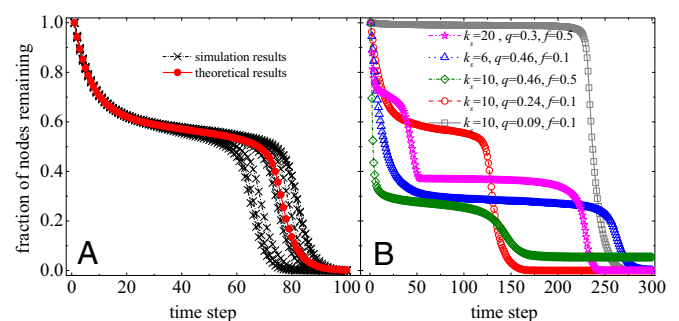 fraction of nodes remaining
1.0
0.8
0.6
0.4
0.2
0.0
simulation results
theoretical results
A
0 20 40 60 80 100
time step
k_s=20 , q=0.3, f=0.5
k_s=6, q=0.46, f=0.1
k_s=10, q=0.46, f=0.5
k_s=10, q=0.24, f=0.1
k_s=10, q=0.09, f=0.1
B
0 25 50 75 100 150 200 250 300
time step